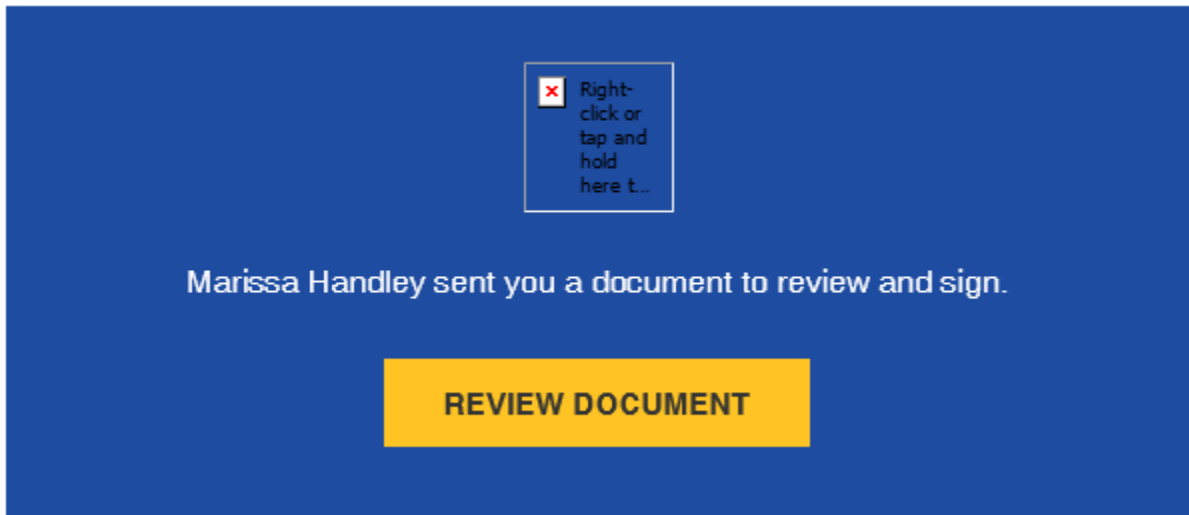 Right-
click or
tap and
hold
here t...
Marissa Handley sent you a document to review and sign.
REVIEW DOCUMENT